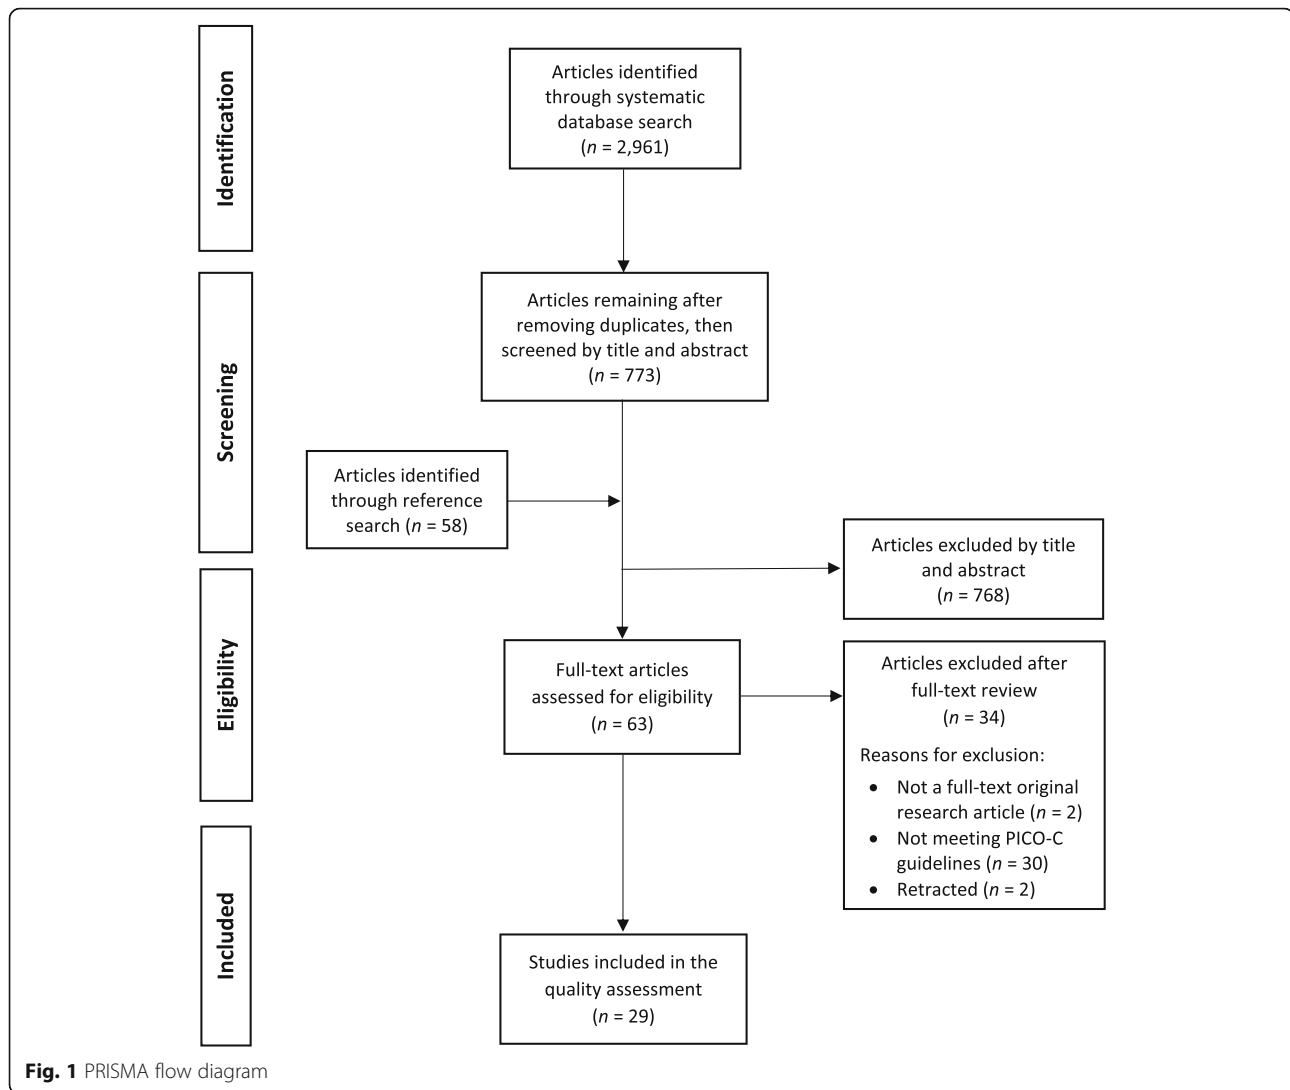 Identification
Articles identified
through systematic
database search
(n = 2,961)
Screening
Articles remaining after
removing duplicates, then
screened by title and abstract
(n = 773)
Articles identified
through reference
search (n = 58)
Articles excluded by title
and abstract
(n = 768)
Eligibility
Full-text articles
assessed for eligibility
(n = 63)
Articles excluded after
full-text review
(n = 34)
Reasons for exclusion:
• Not a full-text original
research article (n = 2)
• Not meeting PICO-C
guidelines (n = 30)
• Retracted (n = 2)
Included
Studies included in the
quality assessment
(n = 29)
Fig. 1 PRISMA flow diagram